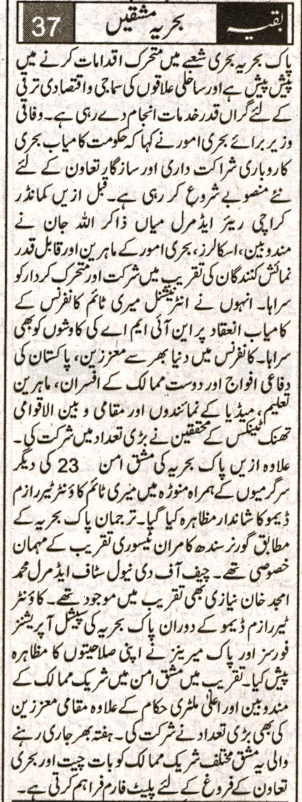 بقیہ
بحریہ مشقیں
37
پاک بحریہ بحری شعبے میں متحرک اقدامات کرنے میں
پیش پیش ہے اور ساحلی علاقوں کی سماجی و اقتصادی ترقی
کے لئے گراں قدر خدمات انجام دے رہی ہے۔ وفاقی
وزیر برائے بحری امور نے کہا کہ حکومت کامیاب بحری
کاروباری شراکت داری اور سازگار تعاون کے لئے
نئے منصوبے شروع کر رہی ہے۔ قبل ازیں کمانڈر
کراچی ریئر ایڈمرل میاں ذاکر اللہ جان نے
مندوبین، اسکالرز، بحری امور کے ماہرین اور قابل قدر
نمائش کنندگان کی تقریب میں شرکت اور متحرک کردار کو
سراہا۔ انہوں نے انٹرنیشنل میری ٹائم کانفرنس کے
کامیاب انعقاد پر این آئی ایم اے کی کاوشوں کو بھی
سراہا۔ کانفرنس میں دنیا بھر سے معززین، پاکستان کی
دفاعی افواج اور دوست ممالک کے افسران، ماہرین
تعلیم، میڈیا کے نمائندوں اور مقامی و بین الاقوامی
تھنک ٹینکس کے محققین نے بڑی تعداد میں شرکت کی۔
علاوہ ازیں پاک بحریہ کی مشق امن 23 کی دیگر
سرگرمیوں کے ہمراہ منوڑہ میں میری ٹائم کاؤنٹر ٹیررازم
ڈیمو کا شاندار مظاہرہ کیا گیا۔ ترجمان پاک بحریہ کے
مطابق گورنر سندھ کامران ٹیسوری تقریب کے مہمان
خصوصی تھے۔ چیف آف دی نیول سٹاف ایڈمرل محمد
امجد خان نیازی بھی تقریب میں موجود تھے۔ کاؤنٹر
ٹیررازم ڈیمو کے دوران پاک بحریہ کی سپیشل آپریشنز
فورسز اور پاک میرینز نے اپنی صلاحیتوں کا مظاہرہ
پیش کیا۔ تقریب میں مشق امن میں شریک ممالک کے
مندوبین اور اعلیٰ ملٹری حکام کے علاوہ مقامی معززین
کی بھی بڑی تعداد نے شرکت کی۔ ہفتہ بھر جاری رہنے
والی یہ مشق مختلف شریک ممالک کو بات چیت اور بحری
تعاون کے فروغ کے لئے پلیٹ فارم فراہم کرتی ہے۔